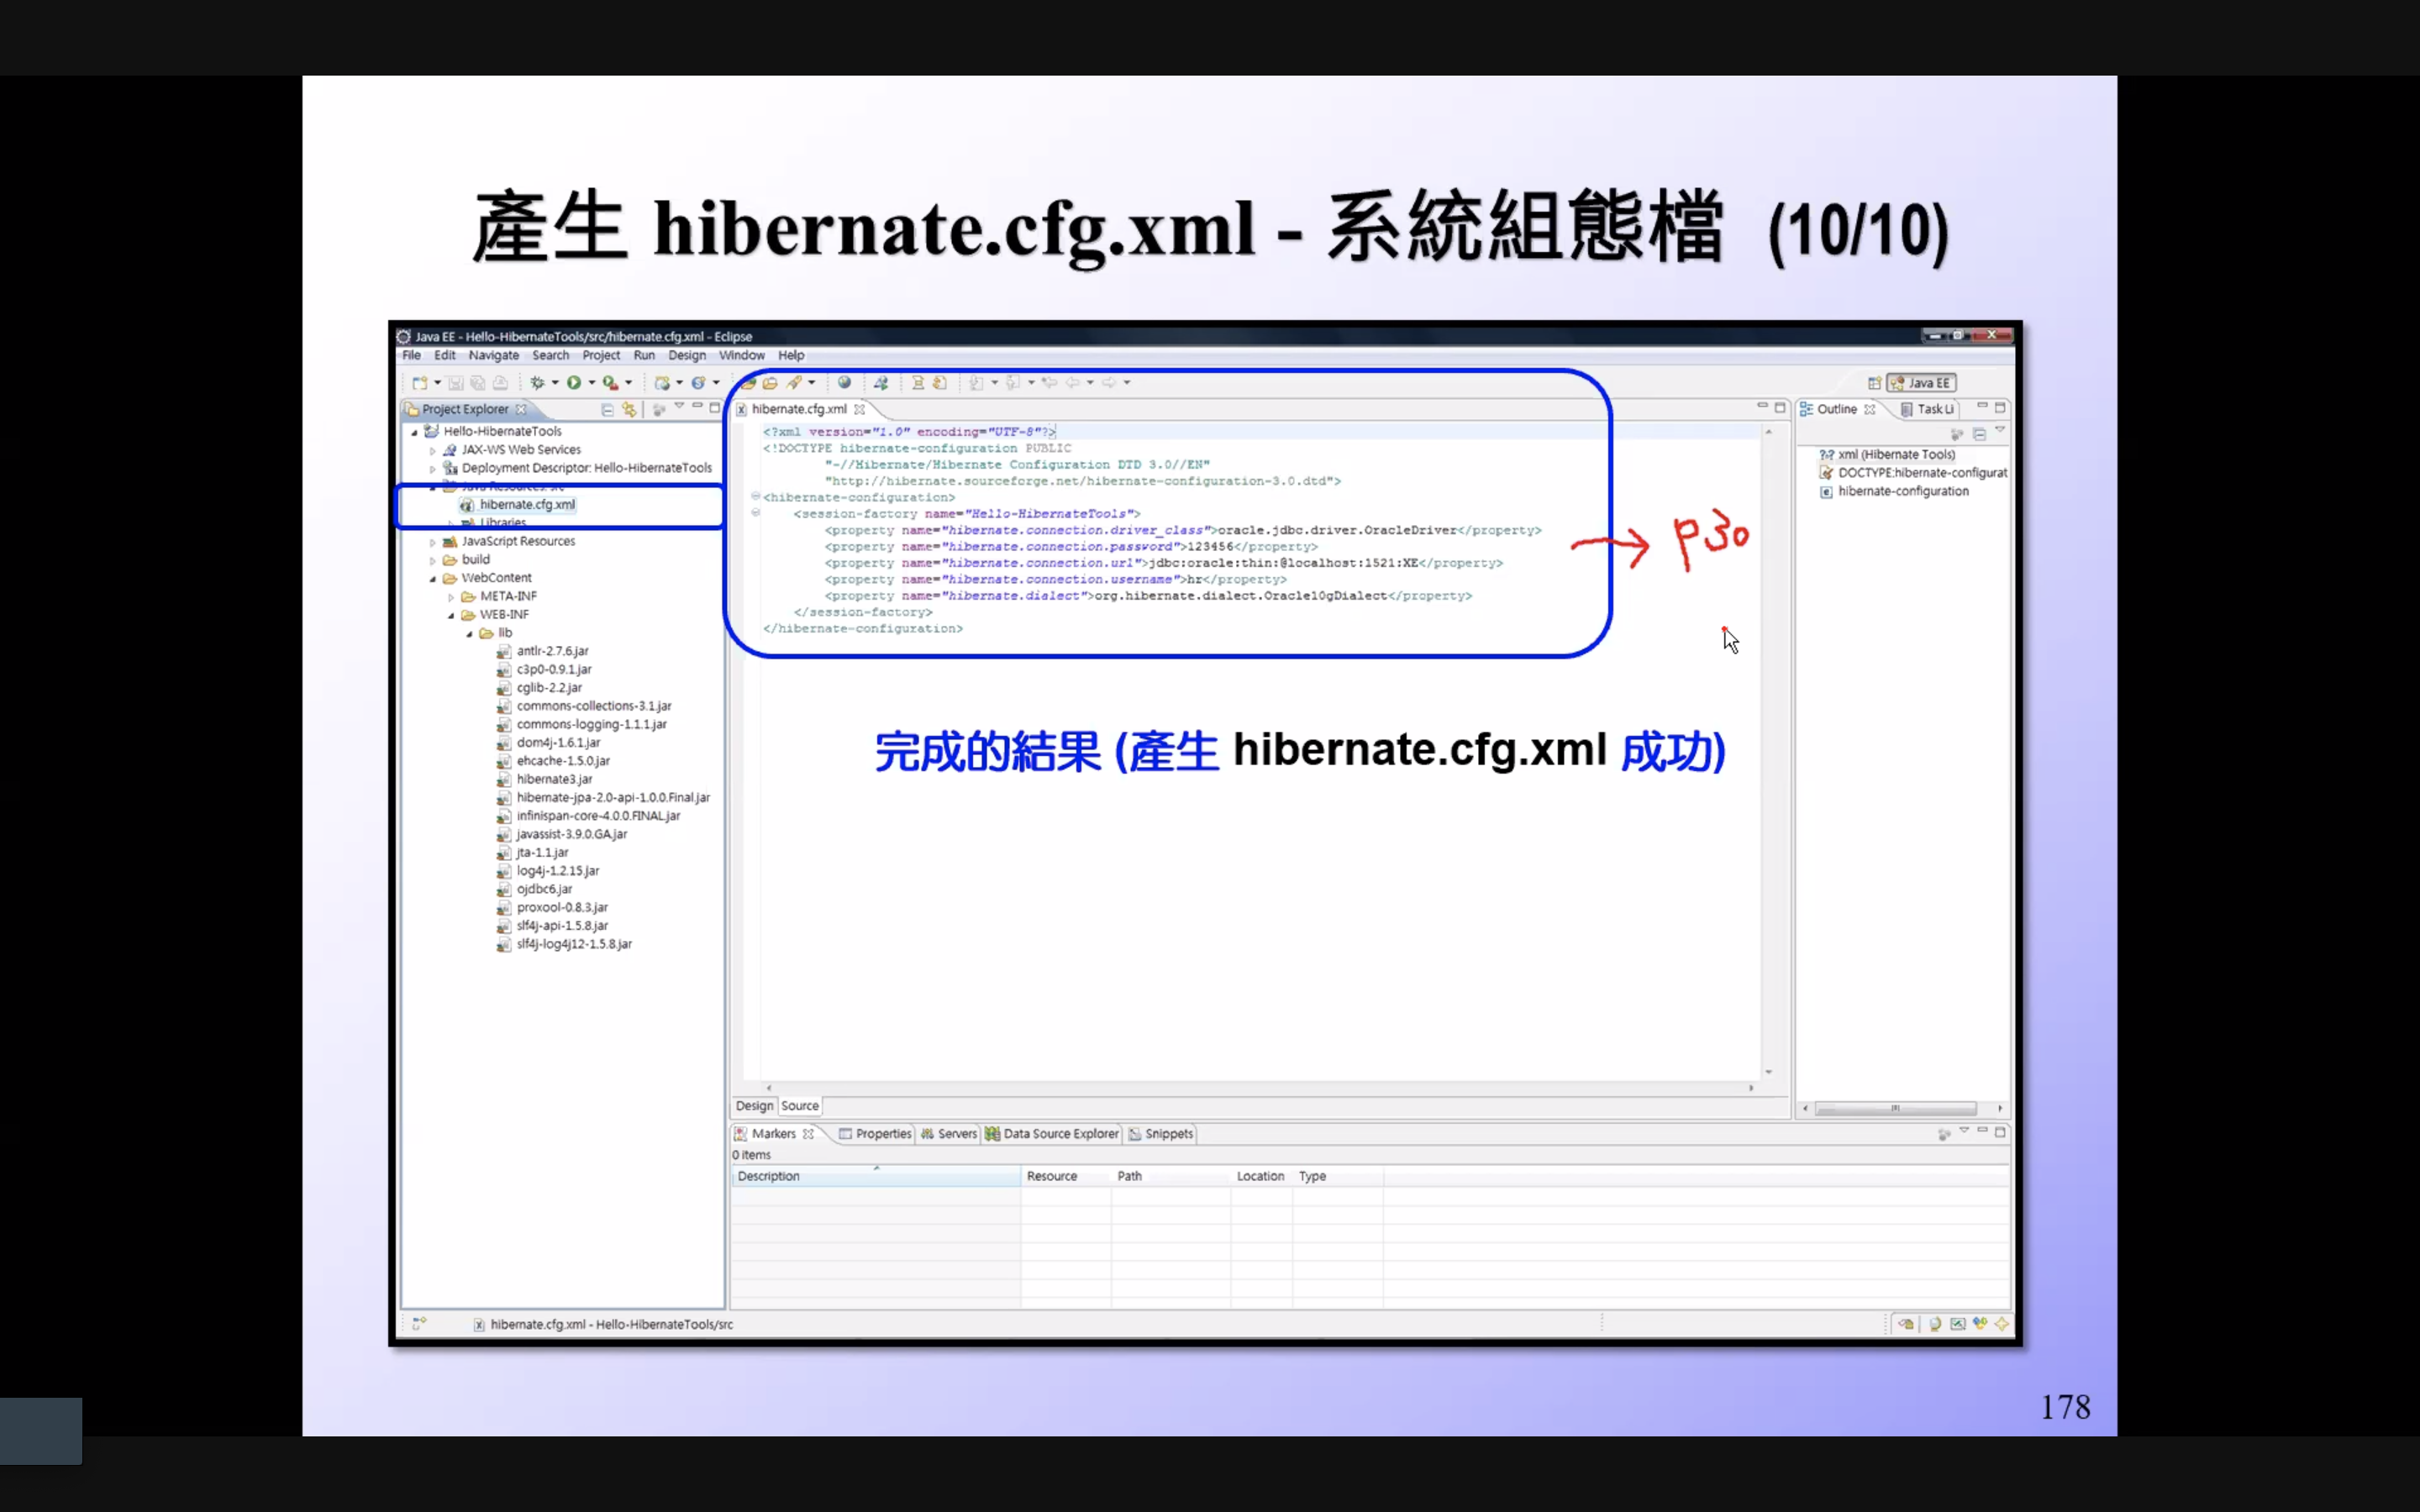 產生 hibernate.cfg.xml - 系統組態檔 (10/10)
Java EE - Hello-HibernateTools/src/hibernate.cfg.xml - Eclipse
File Edit Navigate Search Project Run Design Window Help
Java EE
Project Explorer
Hello-HibernateTools
JAX-WS Web Services
Deployment Descriptor: Hello-HibernateTools
Java Resources: src
hibernate.cfg.xml
Libraries
JavaScript Resources
build
WebContent
META-INF
WEB-INF
lib
antlr-2.7.6.jar
c3p0-0.9.1.jar
cglib-2.2.jar
commons-collections-3.1.jar
commons-logging-1.1.1.jar
dom4j-1.6.1.jar
ehcache-1.5.0.jar
hibernate3.jar
hibernate-jpa-2.0-api-1.0.0.Final.jar
infinispan-core-4.0.0.FINAL.jar
javassist-3.9.0.GA.jar
jta-1.1.jar
log4j-1.2.15.jar
ojdbc6.jar
proxool-0.8.3.jar
slf4j-api-1.5.8.jar
slf4j-log4j12-1.5.8.jar
hibernate.cfg.xml
<?xml version="1.0" encoding="UTF-8"?>
<!DOCTYPE hibernate-configuration PUBLIC
"-//Hibernate/Hibernate Configuration DTD 3.0//EN"
"http://hibernate.sourceforge.net/hibernate-configuration-3.0.dtd">
<hibernate-configuration>
<session-factory name="Hello-HibernateTools">
<property name="hibernate.connection.driver_class">oracle.jdbc.driver.OracleDriver</property>
<property name="hibernate.connection.password">123456</property>
<property name="hibernate.connection.url">jdbc:oracle:thin:@localhost:1521:XE</property>
<property name="hibernate.connection.username">hr</property>
<property name="hibernate.dialect">org.hibernate.dialect.Oracle10gDialect</property>
</session-factory>
</hibernate-configuration>
→ P30
完成的結果 (產生 hibernate.cfg.xml 成功)
Design Source
Outline Task Li
?-? xml (Hibernate Tools)
DOCTYPE:hibernate-configurat
hibernate-configuration
Markers Properties Servers Data Source Explorer Snippets
0 items
Description Resource Path Location Type
hibernate.cfg.xml - Hello-HibernateTools/src
178